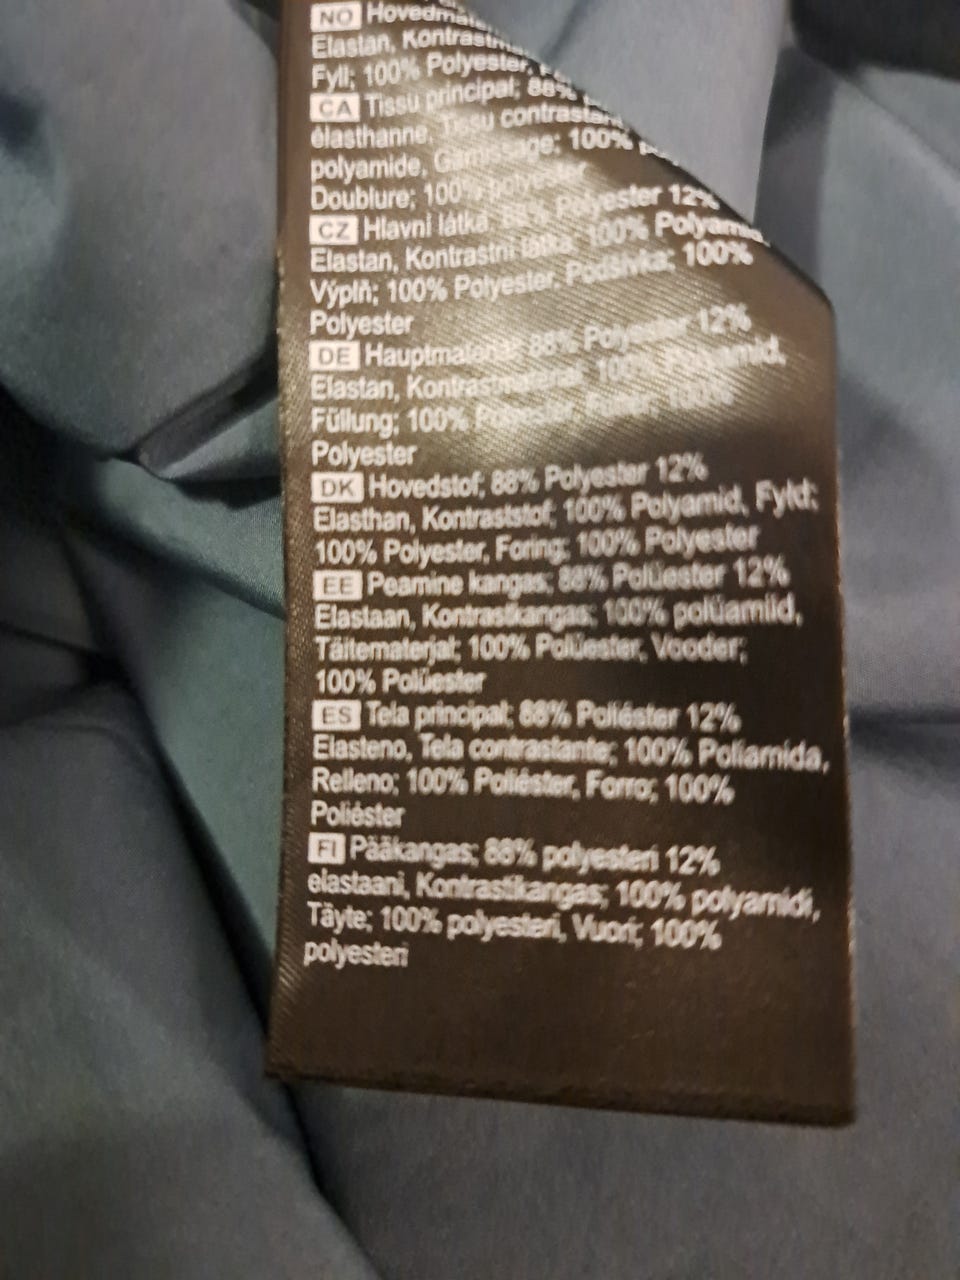 NO Hovedmate
Elastan, Kontrastma
Fyll; 100% Polyester,
CA Tissu principal; 88%
élasthanne, Tissu contrastant
polyamide, Garnissage; 100%
Doublure; 100% polyester
CZ Hlavní látka; 88% Polyester 12%
Elastan, Kontrastní látka; 100% Polyamid,
Výplň; 100% Polyester, Podšívka; 100%
Polyester
DE Hauptmaterial; 88% Polyester 12%
Elastan, Kontrastmaterial; 100% Polyamid,
Füllung; 100% Polyester, Futter; 100%
Polyester
DK Hovedstof; 88% Polyester 12%
Elasthan, Kontraststof; 100% Polyamid, Fyld;
100% Polyester, Foring; 100% Polyester
EE Peamine kangas; 88% Polüester 12%
Elastaan, Kontrastkangas; 100% polüamiid,
Täitematerjal; 100% Polüester, Vooder;
100% Polüester
ES Tela principal; 88% Poliéster 12%
Elasteno, Tela contrastante; 100% Poliamida,
Relleno; 100% Poliéster, Forro; 100%
Poliéster
FI Pääkangas; 88% polyesteri 12%
elastaani, Kontrastikangas; 100% polyamidi,
Täyte; 100% polyesteri, Vuori; 100%
polyesteri